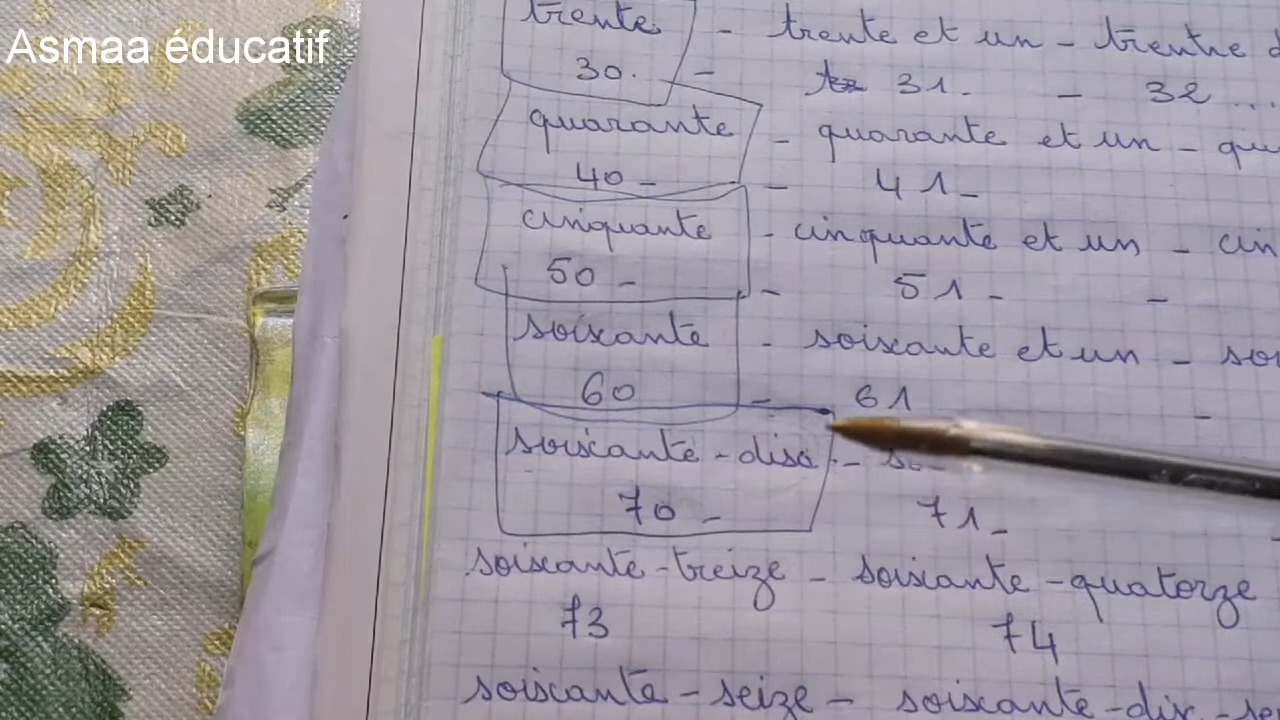 Asmaa éducatif
trente - trente et un - trentre
30. - 31. - 32 ...
quarante - quarante et un -
40 - - 41 -
cinquante - cinquante et un - cin
50 - - 51 - -
soixante - soixante et un -
60 - 61 -
soixante - dix -
70 - 71 -
soixante - treize - soixante - quatorze
73 74
soixante - seize - soixante - dix -